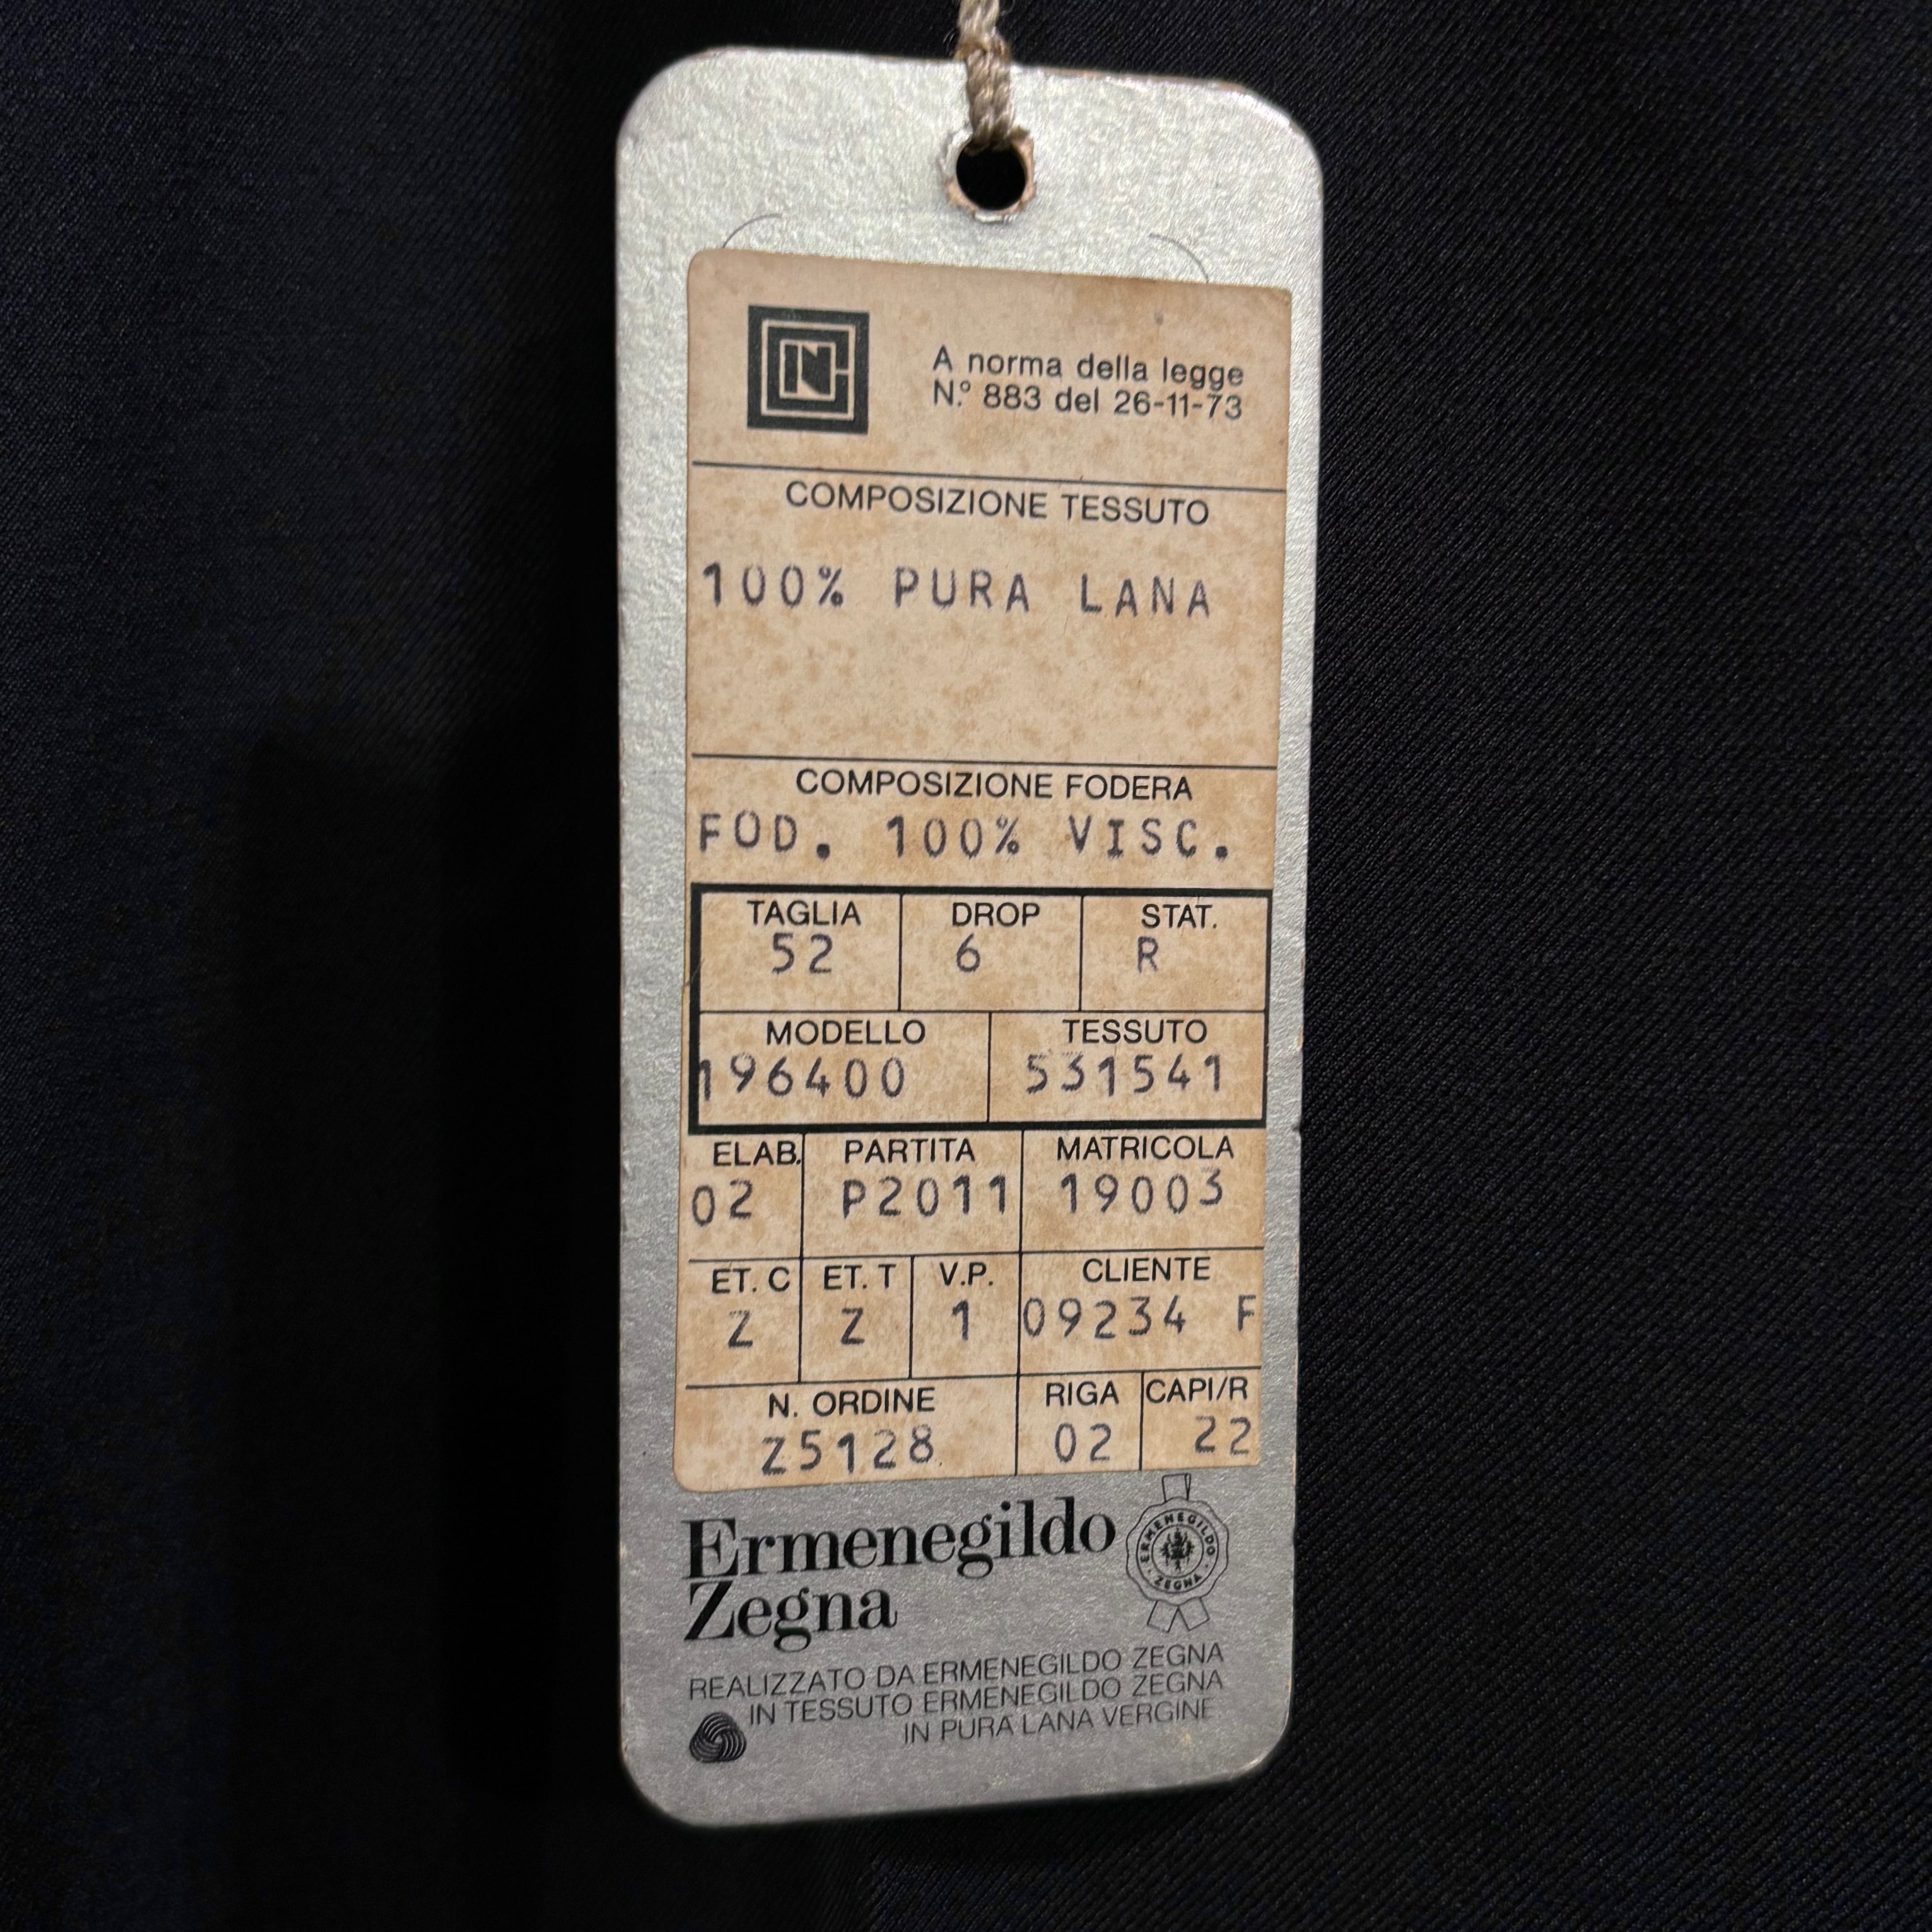 A norma della legge
N.º 883 del 26-11-73
COMPOSIZIONE TESSUTO
100% PURA LANA
COMPOSIZIONE FODERA
FOD. 100% VISC.
TAGLIA DROP STAT.
52 6 R
MODELLO TESSUTO
196400 531541
ELAB. PARTITA MATRICOLA
02 P2011 19003
ET. C ET. T V.P. CLIENTE
Z Z 1 09234 F
N. ORDINE RIGA CAPI/R
Z5128 02 22
Ermenegildo
Zegna
ERMENEGILDO ZEGNA
REALIZZATO DA ERMENEGILDO ZEGNA
IN TESSUTO ERMENEGILDO ZEGNA
IN PURA LANA VERGINE